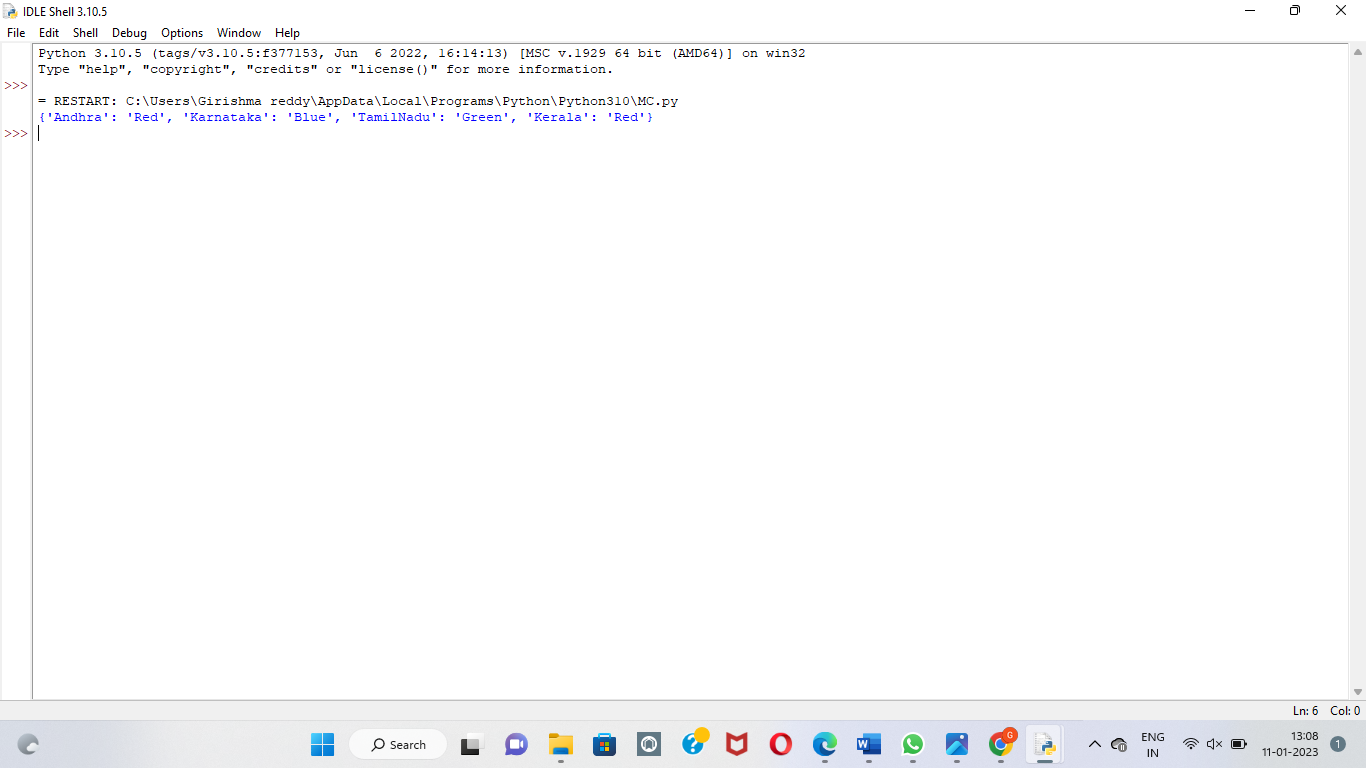 IDLE Shell 3.10.5
File Edit Shell Debug Options Window Help
Python 3.10.5 (tags/v3.10.5:f377153, Jun  6 2022, 16:14:13) [MSC v.1929 64 bit (AMD64)] on win32
Type "help", "copyright", "credits" or "license()" for more information.
>>>
= RESTART: C:\Users\Girishma reddy\AppData\Local\Programs\Python\Python310\MC.py
{'Andhra': 'Red', 'Karnataka': 'Blue', 'TamilNadu': 'Green', 'Kerala': 'Red'}
>>>
Ln: 6 Col: 0
Search
W
G
ENG
IN
13:08
11-01-2023
1